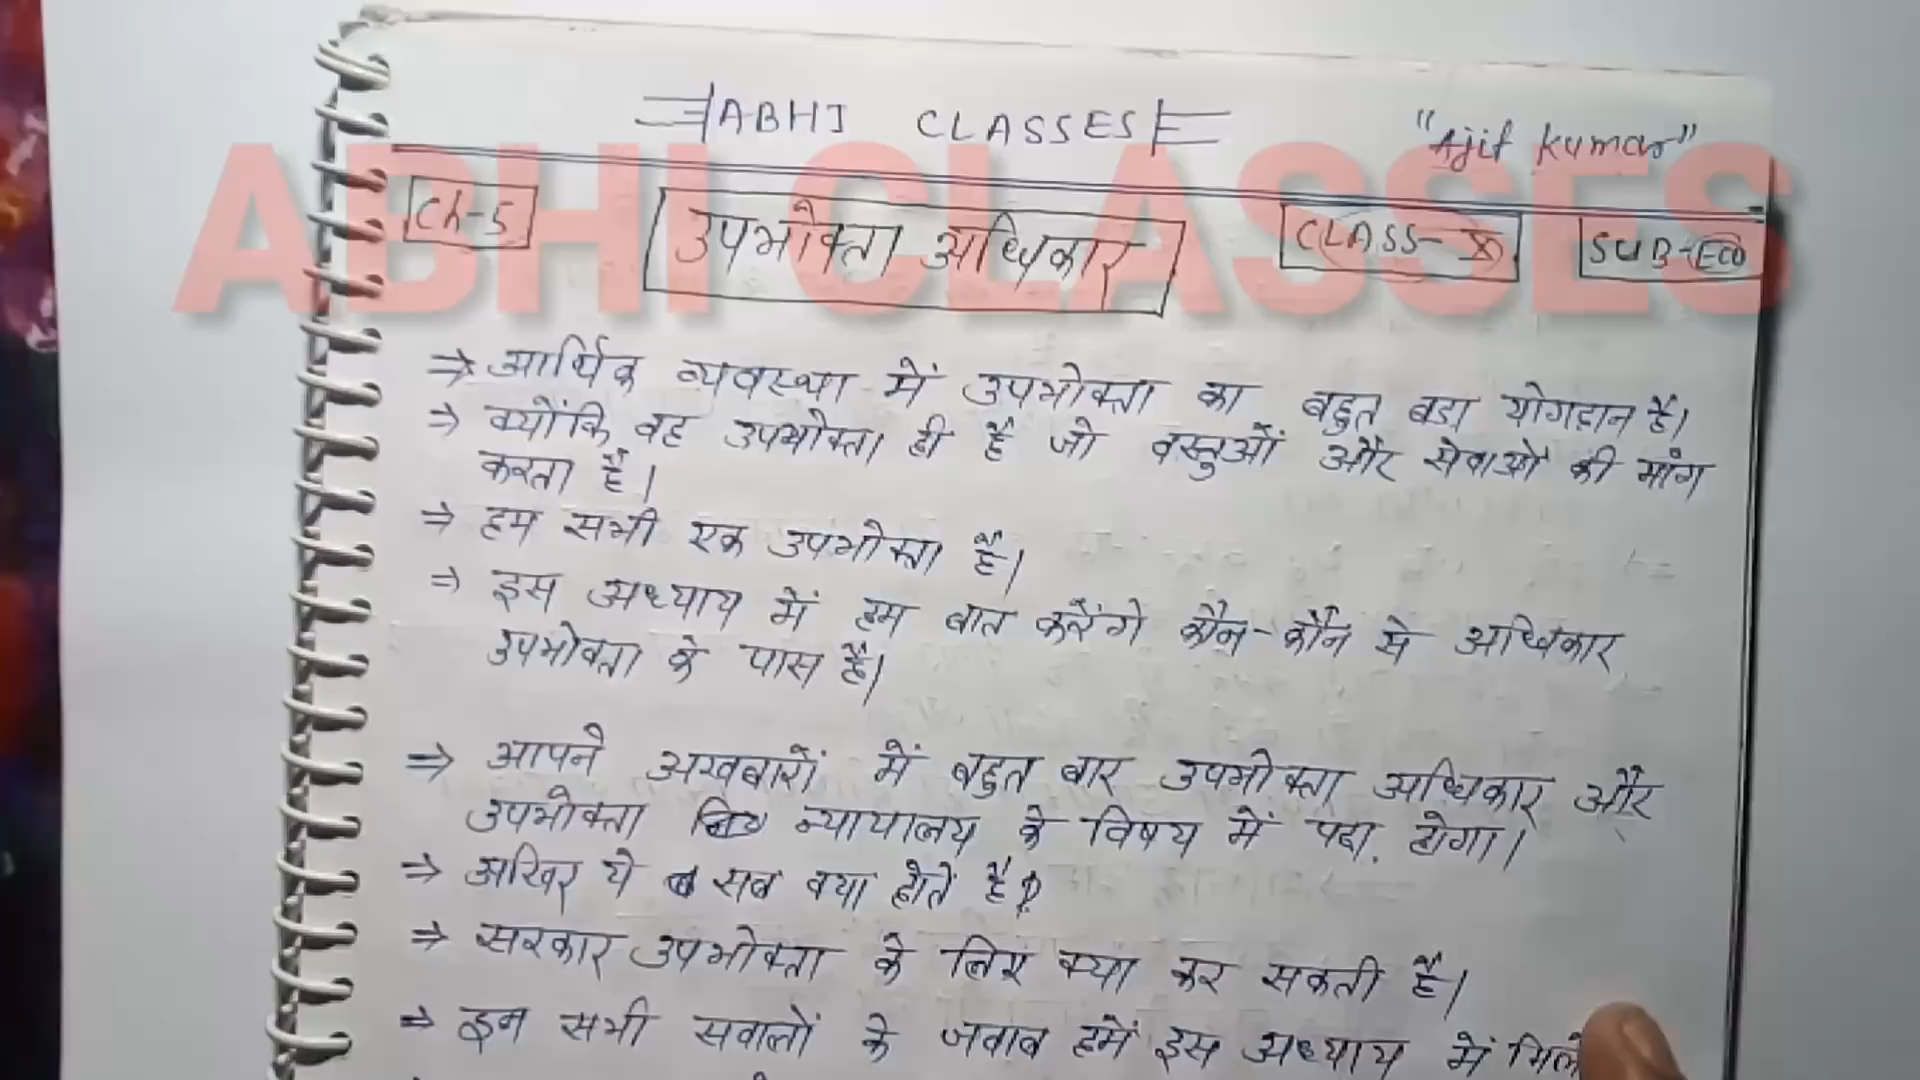 ABHI CLASSES
"Ajit Kumar"
ABHI CLASSES
Ch-5
उपभोक्ता अधिकार
CLASS-X
SUB-ECO
⇒ आर्थिक व्यवस्था में उपभोक्ता का बहुत बडा योगदान है।
⇒ क्योंकि वह उपभोक्ता ही है जो वस्तुओं और सेवाओं की मांग
करता है।
⇒ हम सभी एक उपभोक्ता हैं।
⇒ इस अध्याय में हम बात करेंगे कौन-कौन से अधिकार
उपभोक्ता के पास है।
⇒ आपने अखबारों में बहुत बार उपभोक्ता अधिकार और
उपभोक्ता न्यायालय के विषय में पढा होगा।
⇒ अखिर ये सब क्या होते है?
⇒ सरकार उपभोक्ता के लिए क्या कर सकती है।
⇒ इन सभी सवालों के जवाब हमें इस अध्याय में